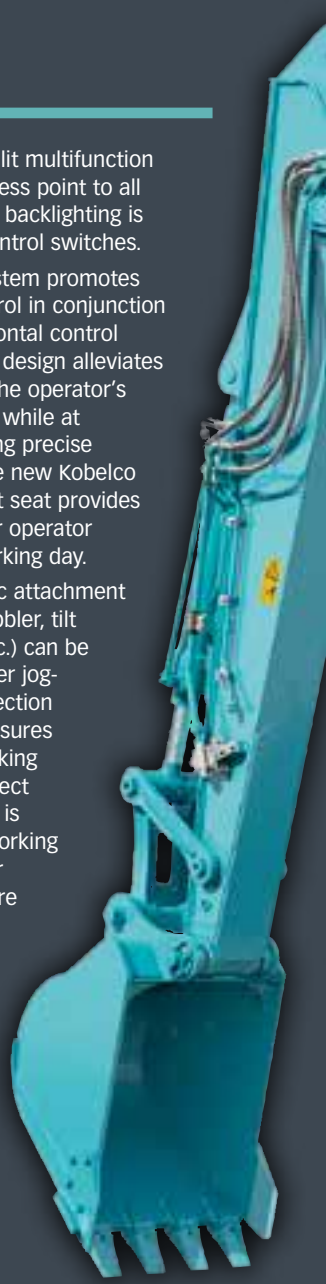 lit multifunction
ess point to all
backlighting is
ontrol switches.
stem promotes
rol in conjunction
ontal control
design alleviates
he operator's
while at
ng precise
e new Kobelco
t seat provides
r operator
rking day.
c attachment
bbler, tilt
c.) can be
er jog-
ection
sures
king
ect
is
orking
r
re